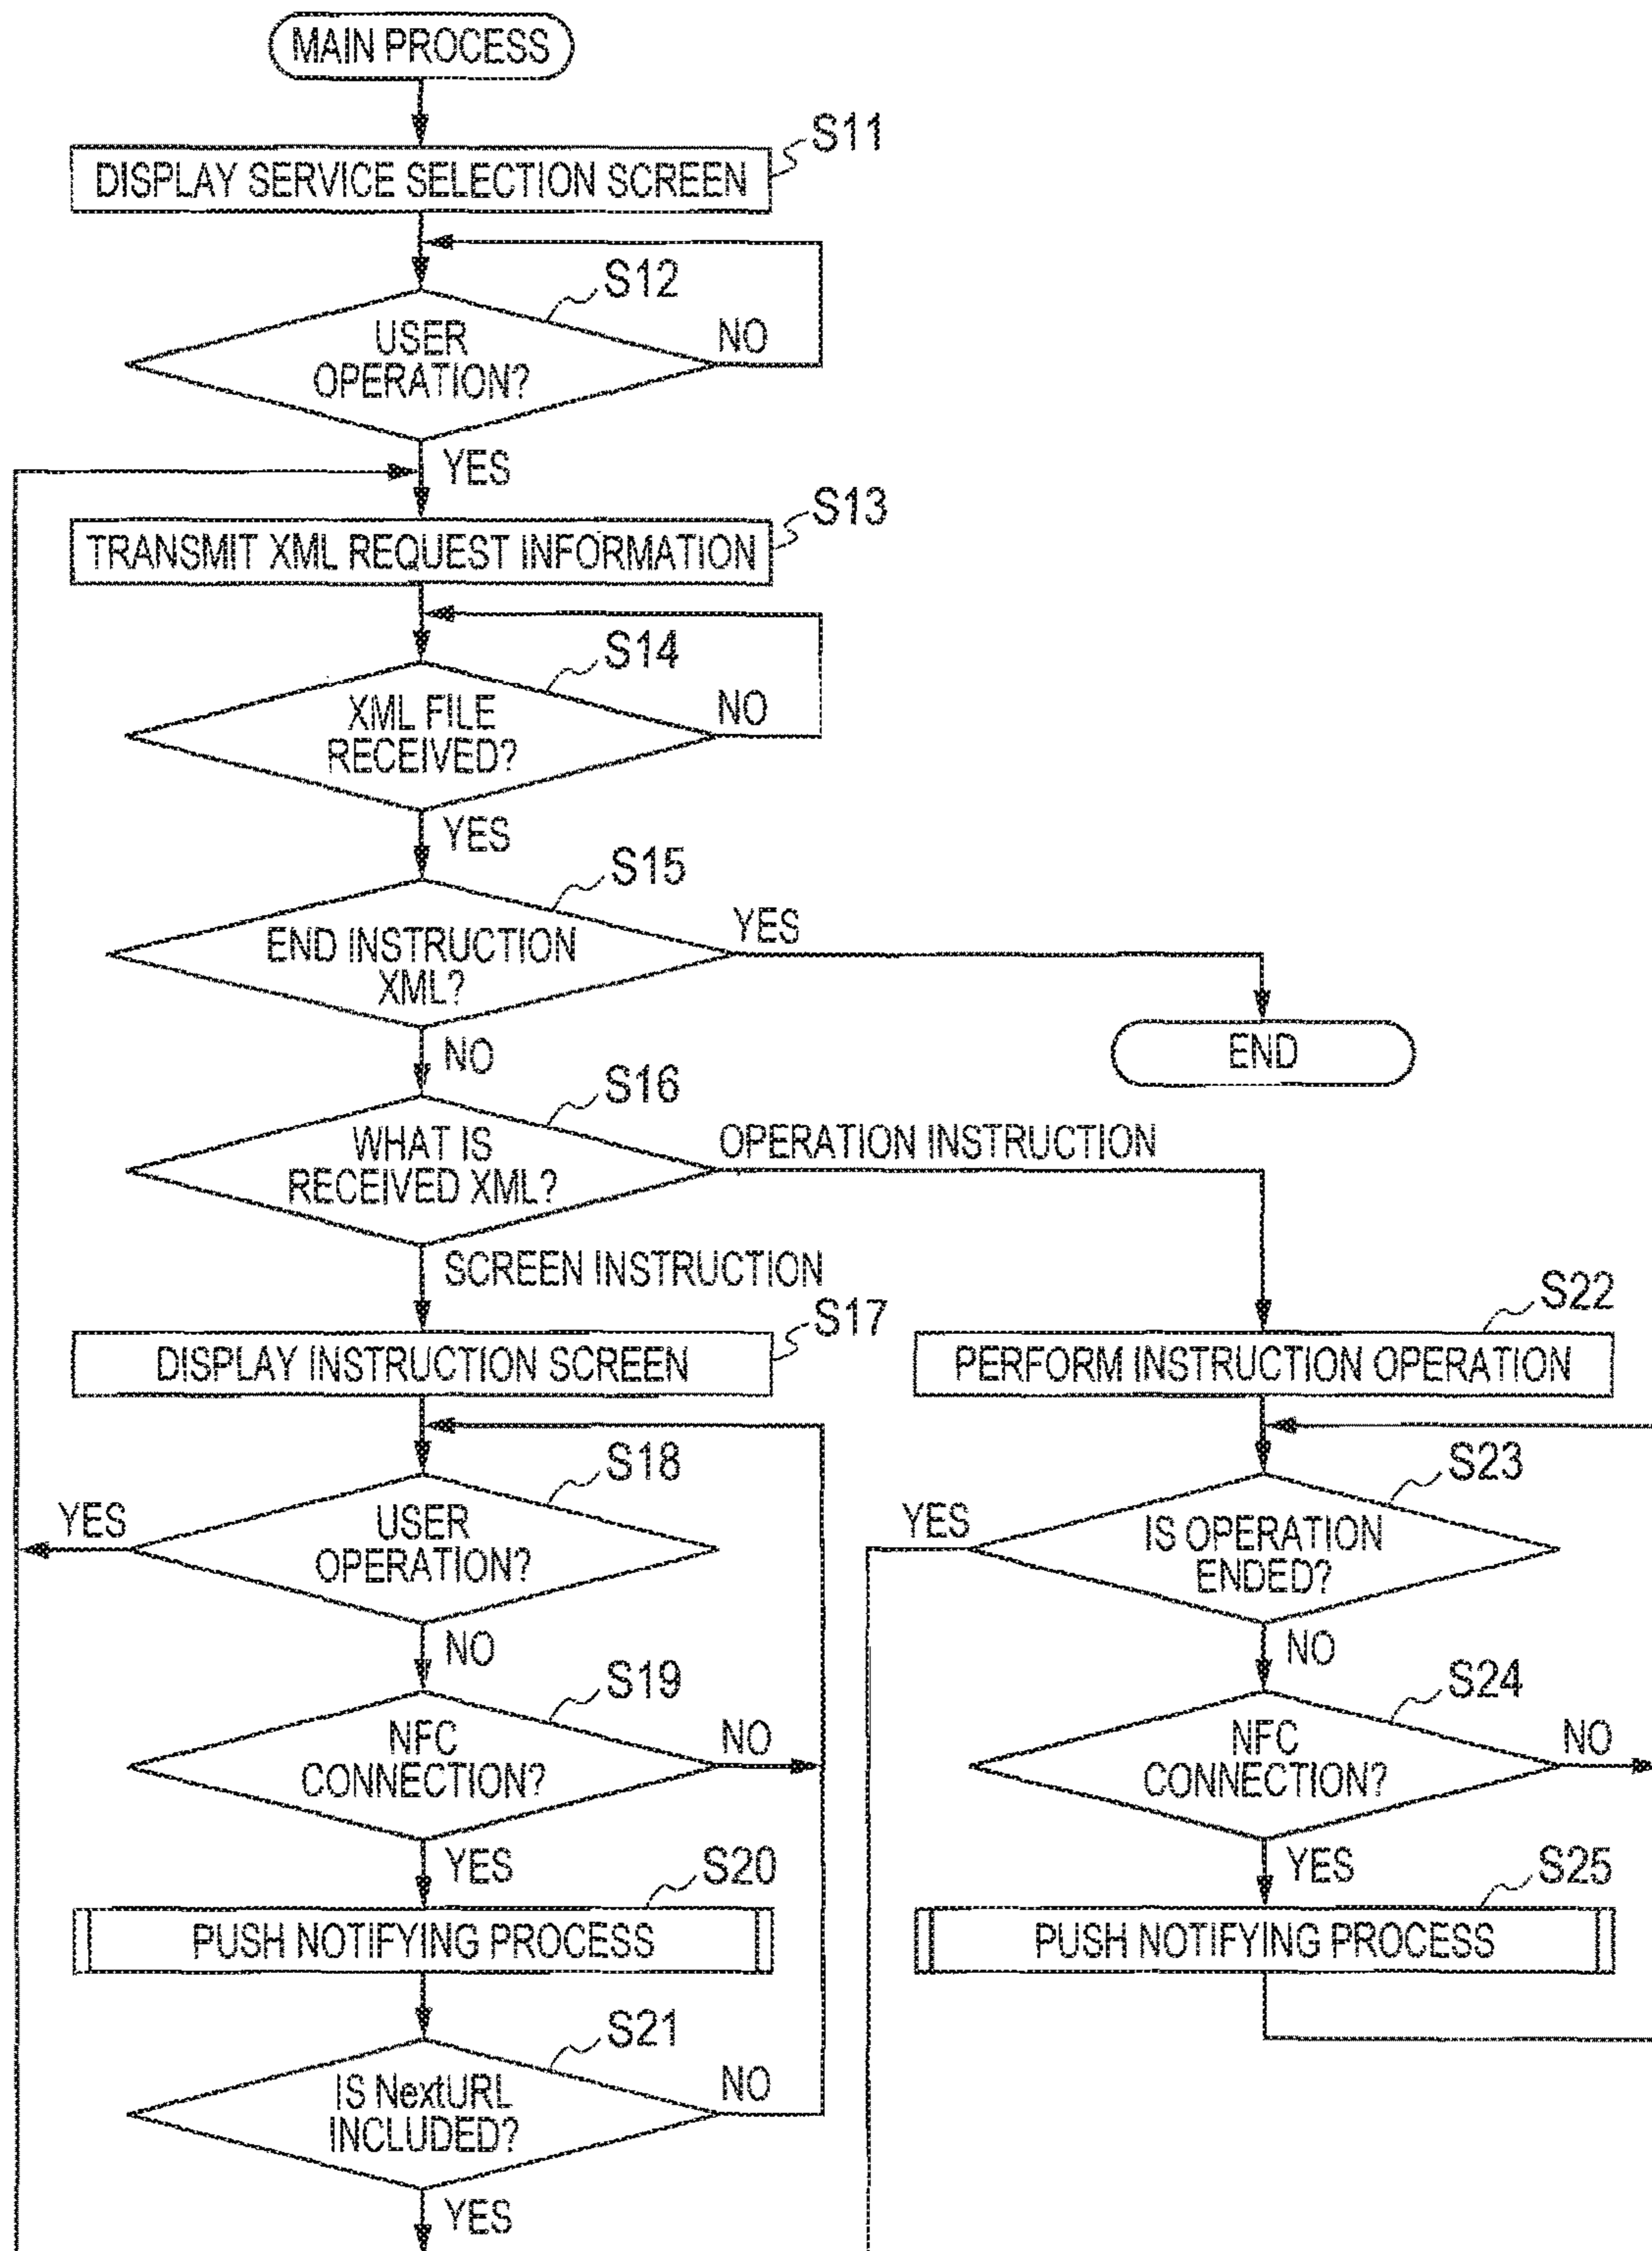 MAIN PROCESS
S11
DISPLAY SERVICE SELECTION SCREEN
S12
USER
OPERATION?
NO
YES
S13
TRANSMIT XML REQUEST INFORMATION
S14
XML FILE
RECEIVED?
NO
YES
S15
END INSTRUCTION
XML?
YES
NO
END
S16
WHAT IS
RECEIVED XML?
OPERATION INSTRUCTION
SCREEN INSTRUCTION
S17
DISPLAY INSTRUCTION SCREEN
S22
PERFORM INSTRUCTION OPERATION
S18
YES
USER
OPERATION?
NO
S23
YES
IS OPERATION
ENDED?
NO
S19
NFC
CONNECTION?
NO
YES
S24
NFC
CONNECTION?
NO
YES
S20
PUSH NOTIFYING PROCESS
S25
PUSH NOTIFYING PROCESS
S21
IS NextURL
INCLUDED?
NO
YES